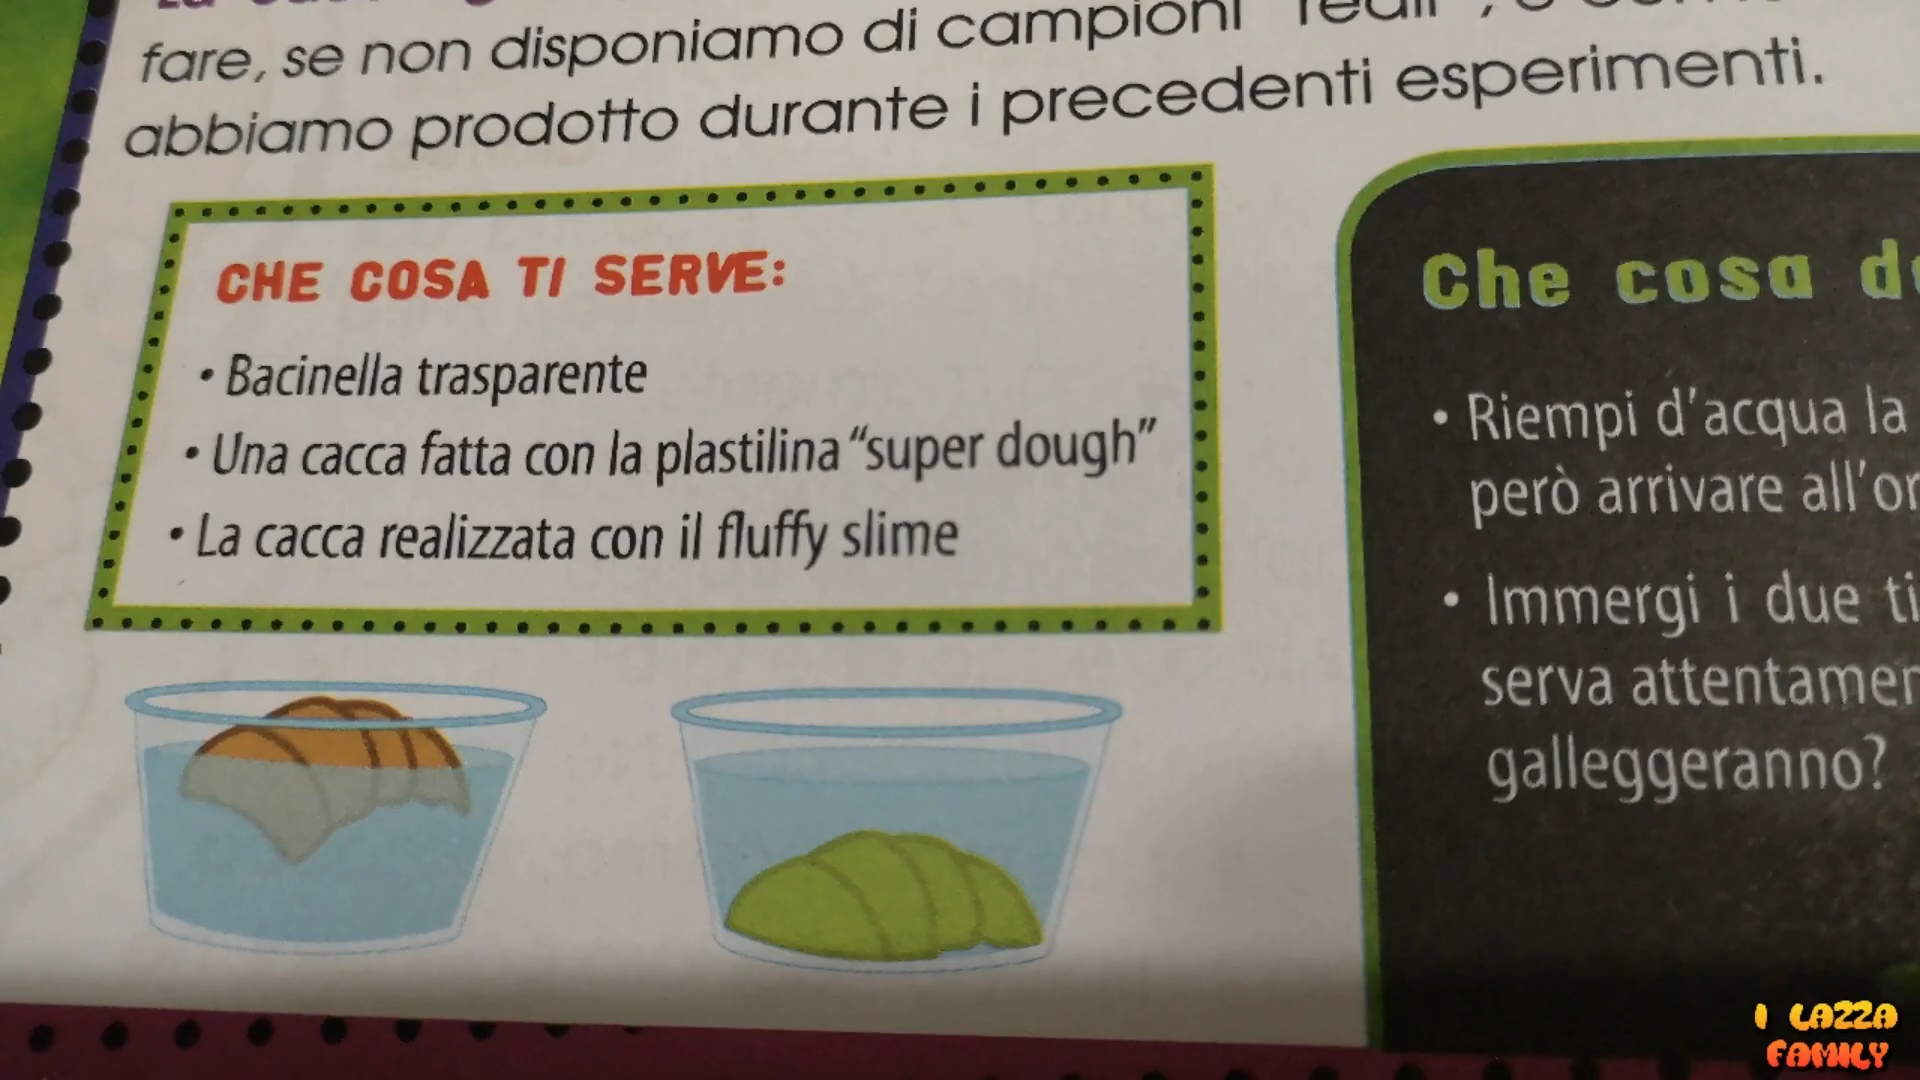 fare, se non disponiamo di campioni "reali",
abbiamo prodotto durante i precedenti esperimenti.
CHE COSA TI SERVE:
• Bacinella trasparente
• Una cacca fatta con la plastilina "super dough"
• La cacca realizzata con il fluffy slime
Che cosa
• Riempi d'acqua la
però arrivare
• Immergi i due
serva
galleggeranno?
I LAZZA
FAMILY